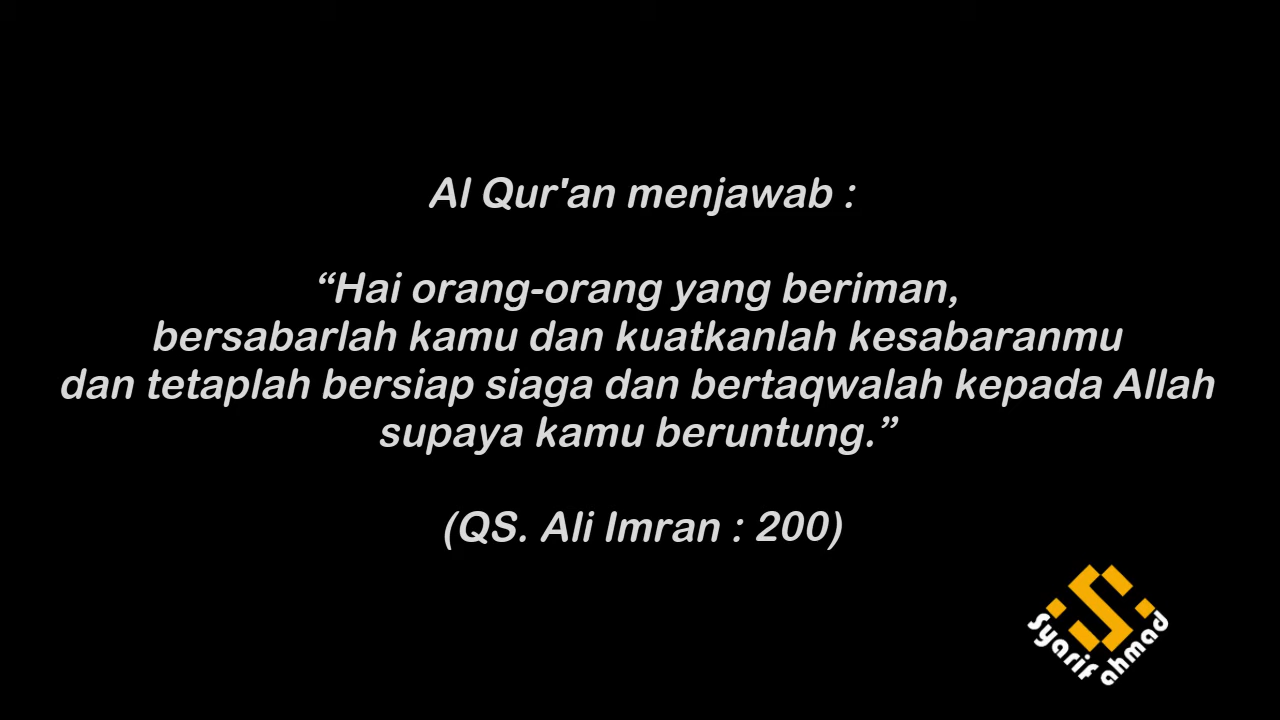 Al Qur'an menjawab :
“Hai orang-orang yang beriman,
bersabarlah kamu dan kuatkanlah kesabaranmu
dan tetaplah bersiap siaga dan bertaqwalah kepada Allah
supaya kamu beruntung.”
(QS. Ali Imran : 200)
Syarif ahmad